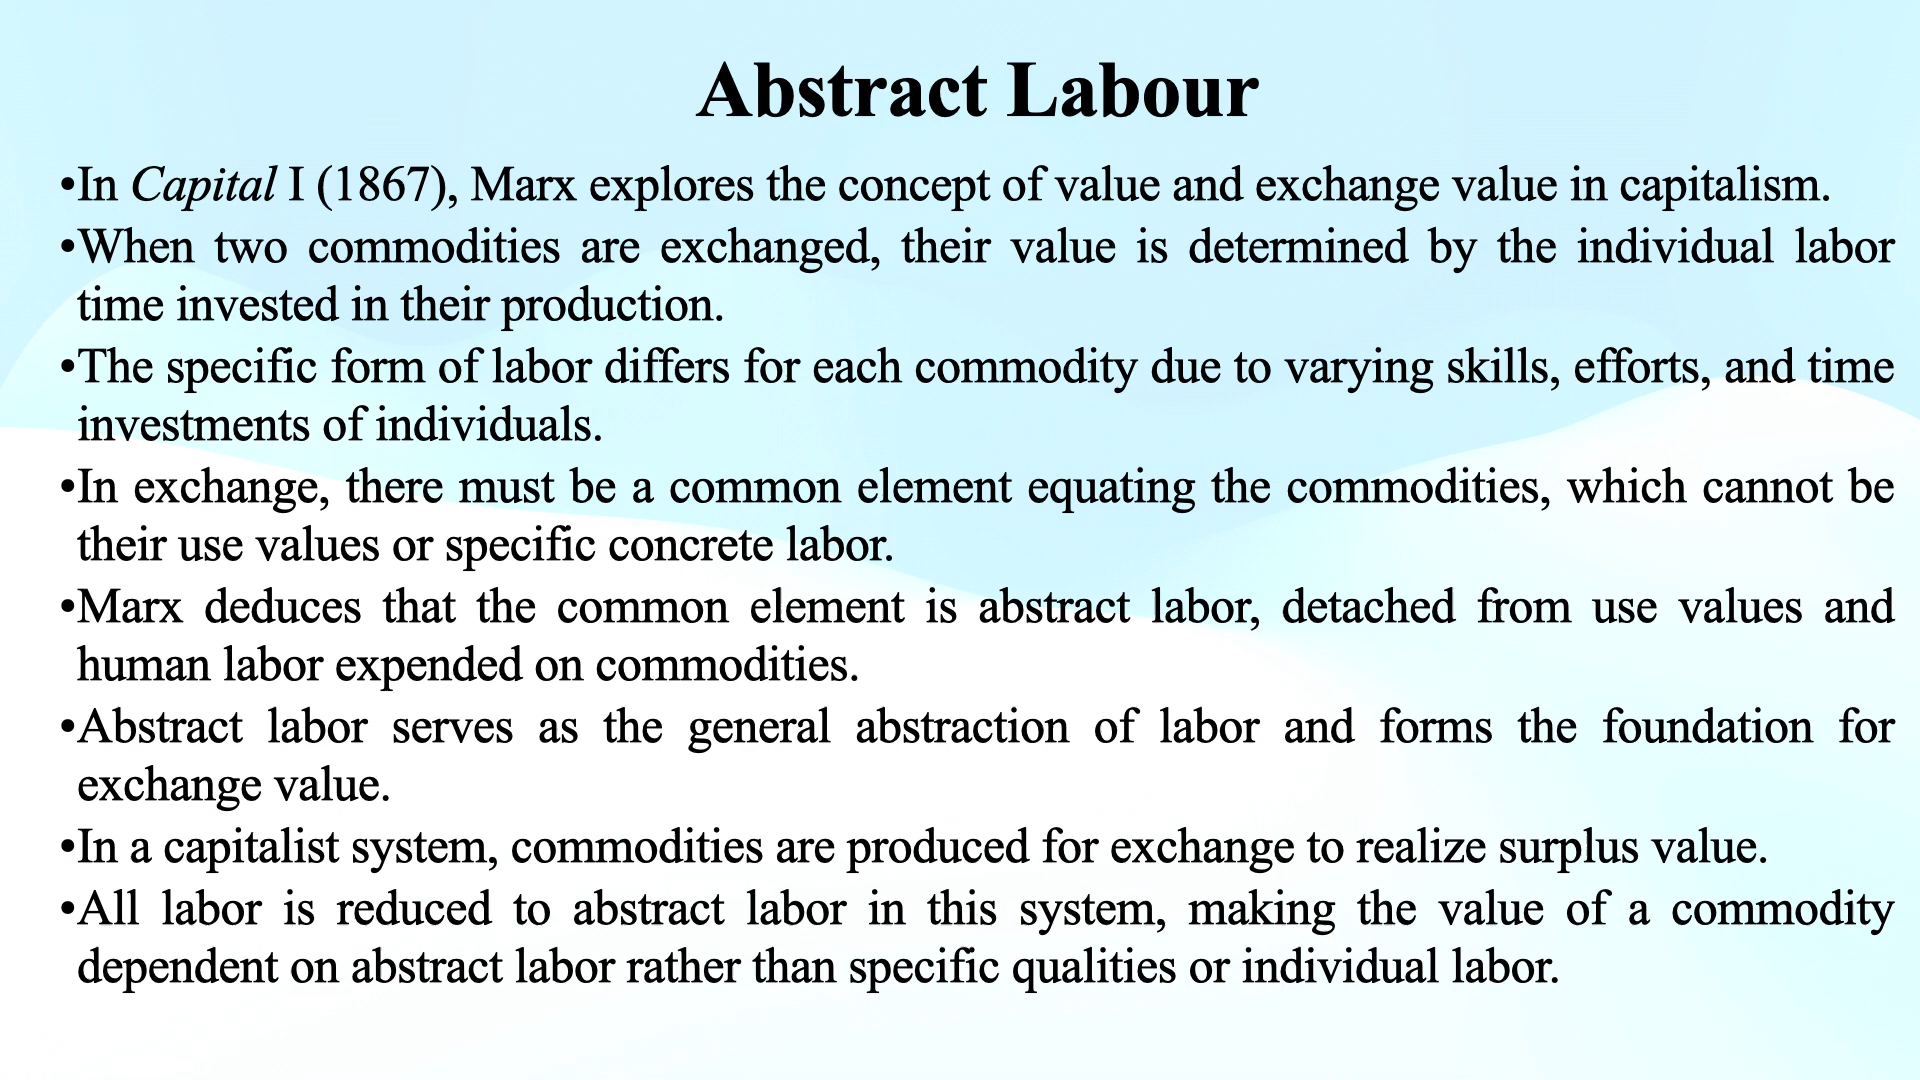 Abstract Labour
•In Capital I (1867), Marx explores the concept of value and exchange value in capitalism.
•When two commodities are exchanged, their value is determined by the individual labor
time invested in their production.
•The specific form of labor differs for each commodity due to varying skills, efforts, and time
investments of individuals.
•In exchange, there must be a common element equating the commodities, which cannot be
their use values or specific concrete labor.
•Marx deduces that the common element is abstract labor, detached from use values and
human labor expended on commodities.
•Abstract labor serves as the general abstraction of labor and forms the foundation for
exchange value.
•In a capitalist system, commodities are produced for exchange to realize surplus value.
•All labor is reduced to abstract labor in this system, making the value of a commodity
dependent on abstract labor rather than specific qualities or individual labor.